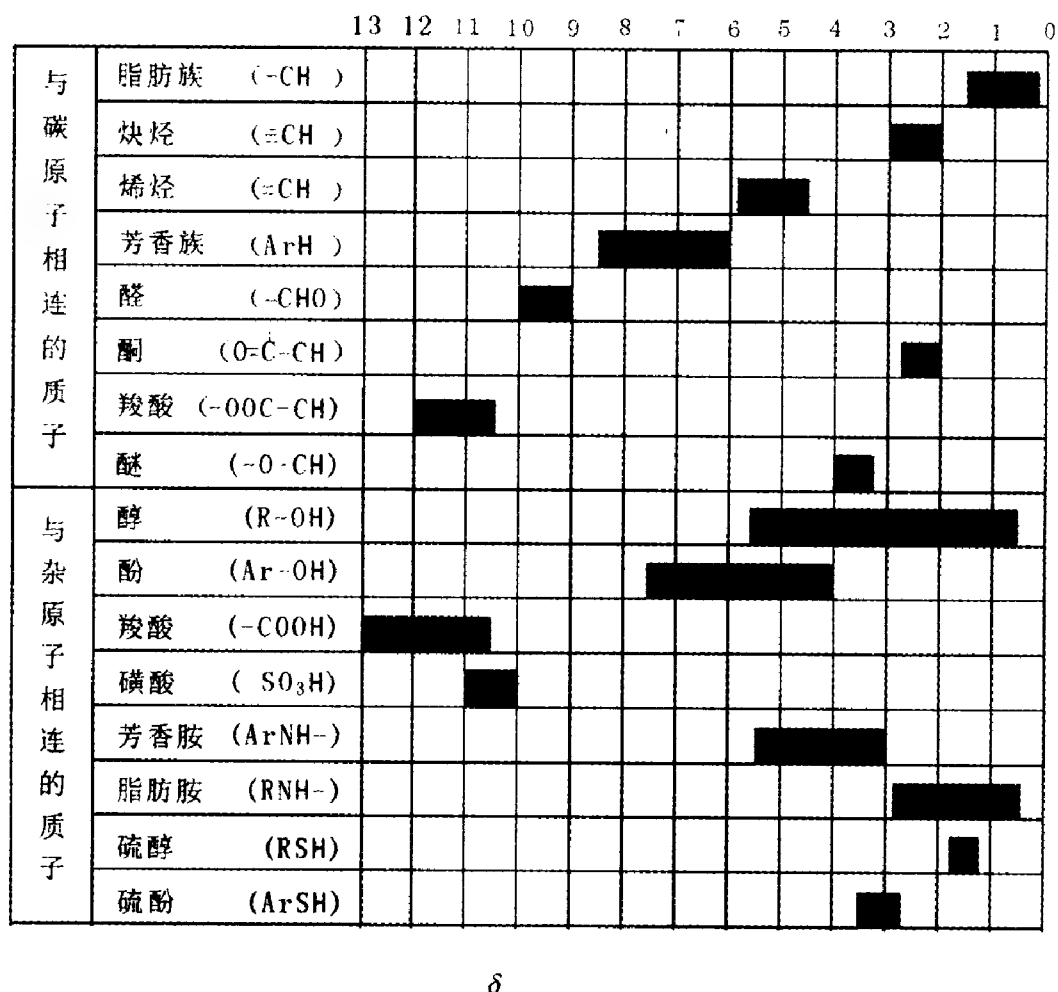 13 12 11 10 9 8 7 6 5 4 3 2 1 0
与碳原子相连的质子
脂肪族 (-CH )
炔烃 (≡CH )
烯烃 (=CH )
芳香族 (ArH )
醛 (-CHO)
酮 (O=C-CH)
羧酸 (-OOC-CH)
醚 (-O-CH)
与杂原子相连的质子
醇 (R-OH)
酚 (Ar-OH)
羧酸 (-COOH)
磺酸 ( SO₃H)
芳香胺 (ArNH-)
脂肪胺 (RNH-)
硫醇 (RSH)
硫酚 (ArSH)
δ